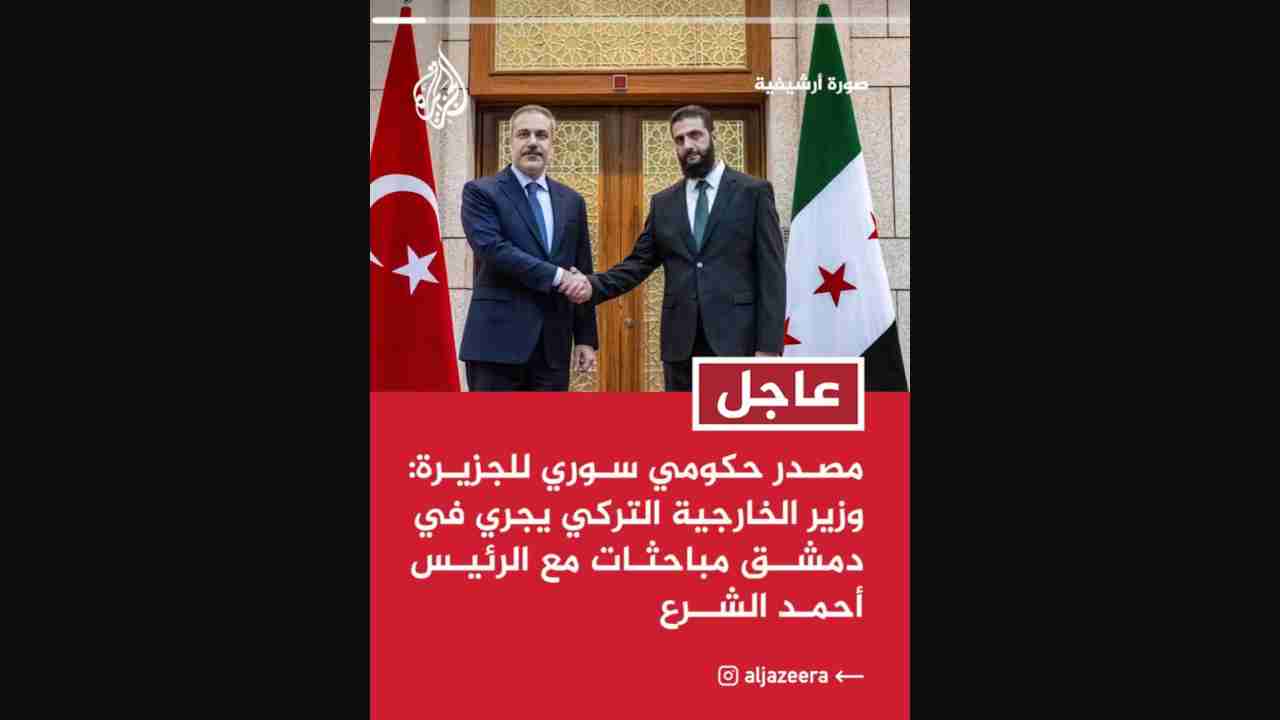 صورة أرشيفية
الجزيرة
عاجل
مصدر حكومي سوري للجزيرة:
وزير الخارجية التركي يجري في
دمشق مباحثات مع الرئيس
أحمد الشرع
aljazeera